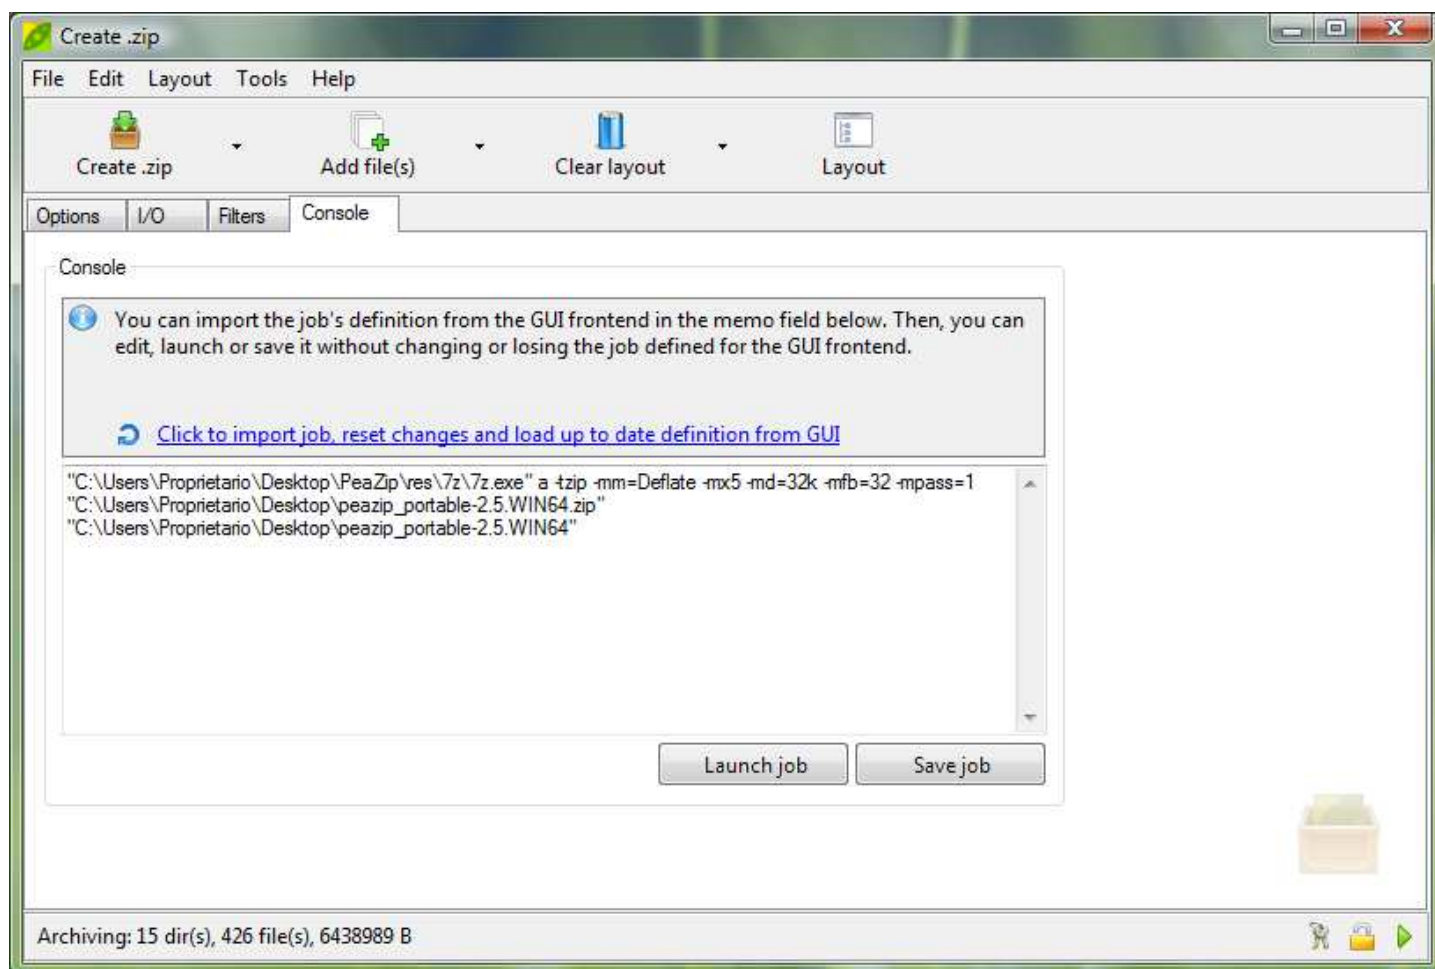 Create .zip
File Edit Layout Tools Help
Create .zip Add file(s) Clear layout Layout
Options I/O Filters Console
Console
You can import the job's definition from the GUI frontend in the memo field below. Then, you can
edit, launch or save it without changing or losing the job defined for the GUI frontend.
Click to import job, reset changes and load up to date definition from GUI
"C:\Users\Proprietario\Desktop\PeaZip\res\7z\7z.exe" a -tzip -mm=Deflate -mx5 -md=32k -mfb=32 -mpass=1
"C:\Users\Proprietario\Desktop\peazip_portable-2.5.WIN64.zip"
"C:\Users\Proprietario\Desktop\peazip_portable-2.5.WIN64"
Launch job Save job
Archiving: 15 dir(s), 426 file(s), 6438989 B